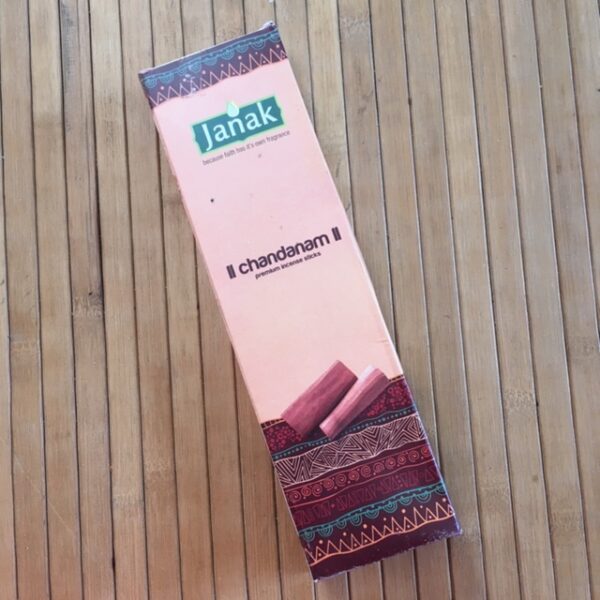 Janak
because faith has it's own fragrance
॥ chandanam ॥
premium incense sticks